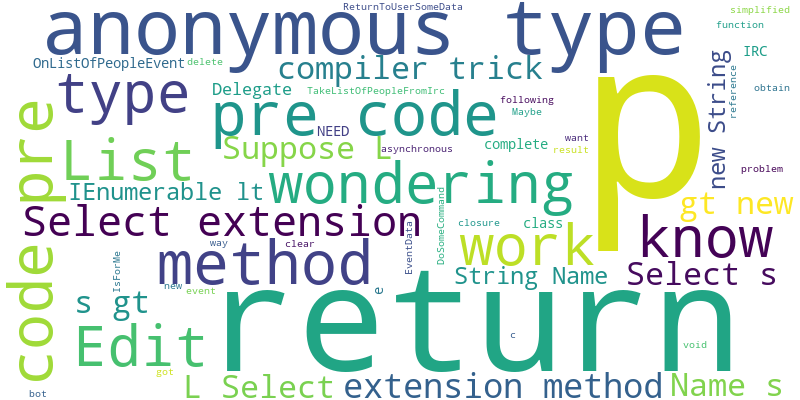 ReturnToUserSomeData
simplified
anonymous type
function
OnListOfPeopleEvent
delete
compiler trick
IRC
type
Delegate
TakeListOfPeopleFromIrc
following
obtain
Maybe
pre code
NEED
p
new String
reference
code pre
List
Suppose L
asynchronous
complete
want
result
problem
IEnumerable lt
wondering
gt new
Select extension
method
way
clear
EventData
DoSomeCommand
closure
class
work
know
IsForMe
new
event
e
String Name
Select s
s gt
return
c
void
Edit
got
bot
L Select
extension method
Name s